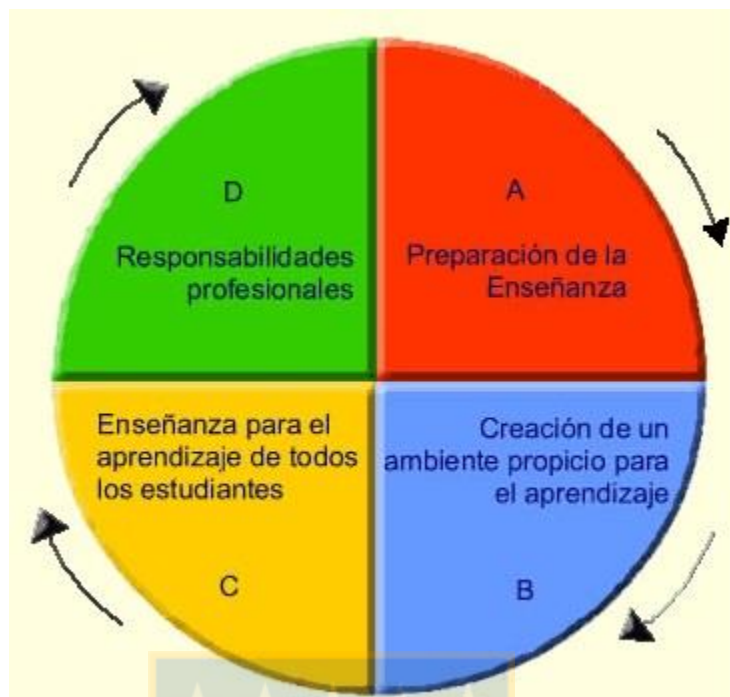 A
Preparación de la
Enseñanza
Creación de un
ambiente propicio para
el aprendizaje
B
Enseñanza para el
aprendizaje de todos
los estudiantes
C
D
Responsabilidades
profesionales